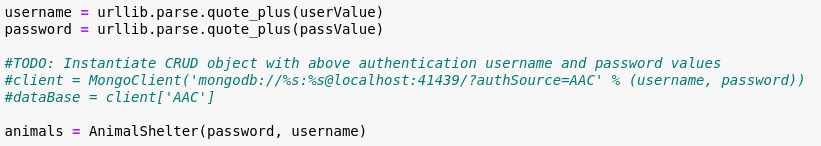 username = urllib.parse.quote_plus(userValue)
password = urllib.parse.quote_plus(passValue)
#TODO: Instantiate CRUD object with above authentication username and password values
#client = MongoClient('mongodb://%s:%s@localhost:41439/?authSource=AAC' % (username, password))
#dataBase = client['AAC']
animals = AnimalShelter(password, username)